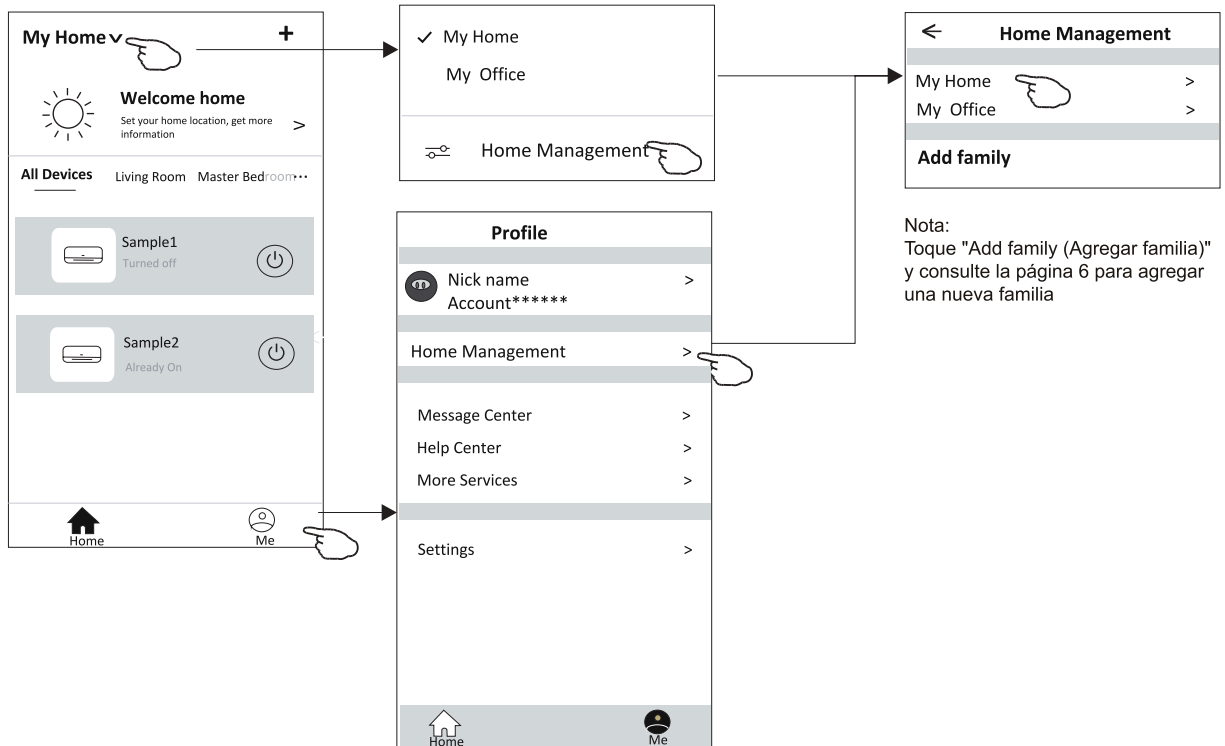 My Home
+
Welcome home
Set your home location, get more
information
>
All Devices Living Room Master Bedroom...
Sample1
Turned off
Sample2
Already On
Home
Me
✓ My Home
My Office
Home Management
Profile
Nick name >
Account******
Home Management >
Message Center >
Help Center >
More Services >
Settings >
Home
Me
Home Management
My Home >
My Office >
Add family
Nota:
Toque "Add family (Agregar familia)"
y consulte la página 6 para agregar
una nueva familia